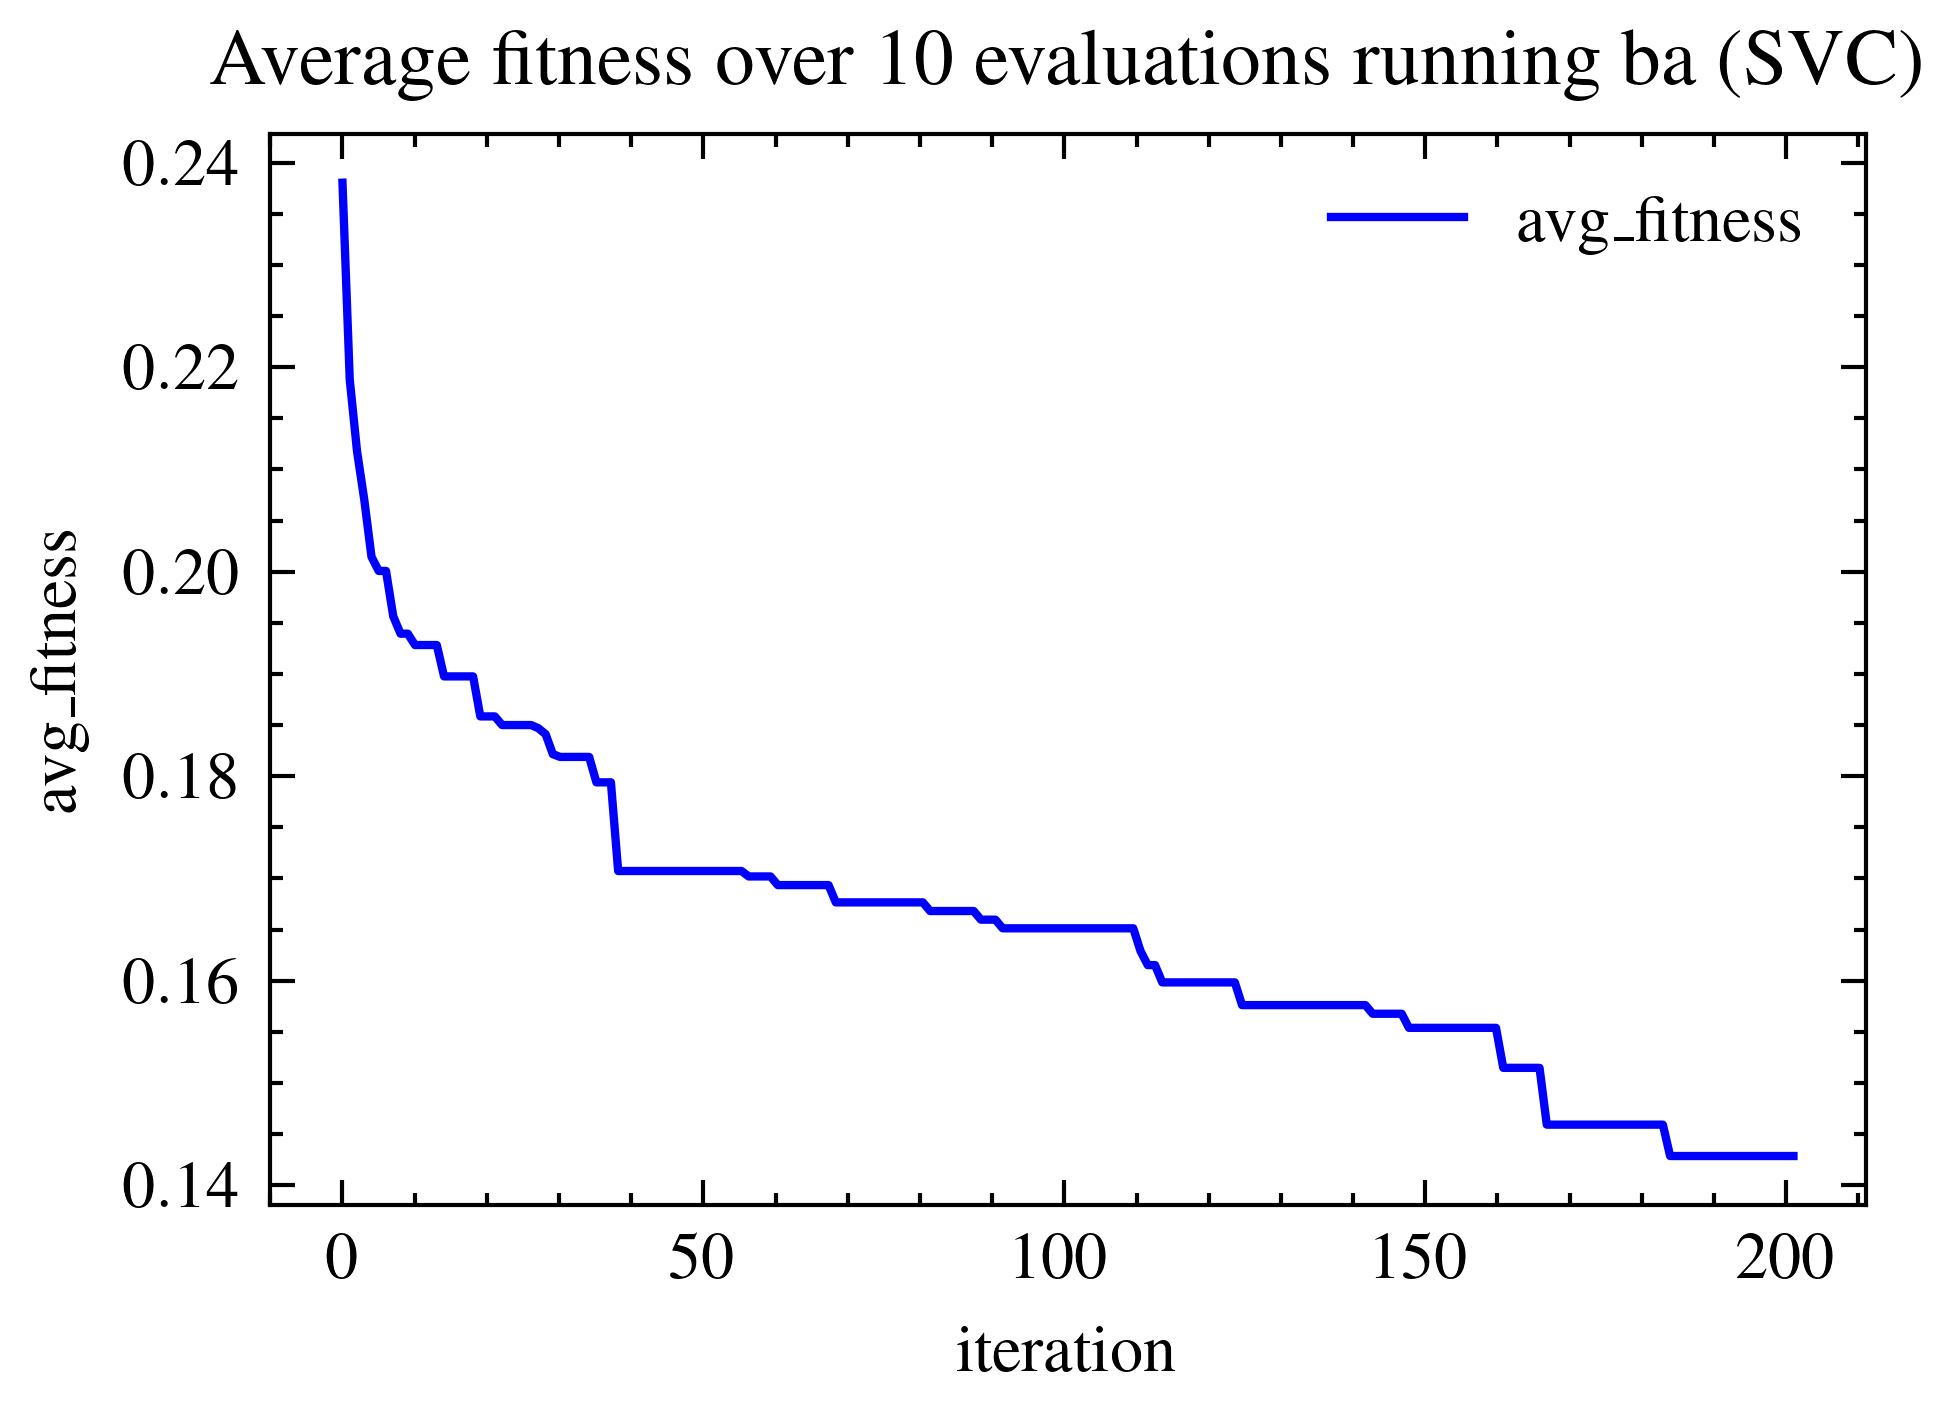 Average fitness over 10 evaluations running ba (SVC)
avg_fitness
0.24
0.22
0.20
0.18
0.16
0.14
avg_fitness
0 50 100 150 200
iteration